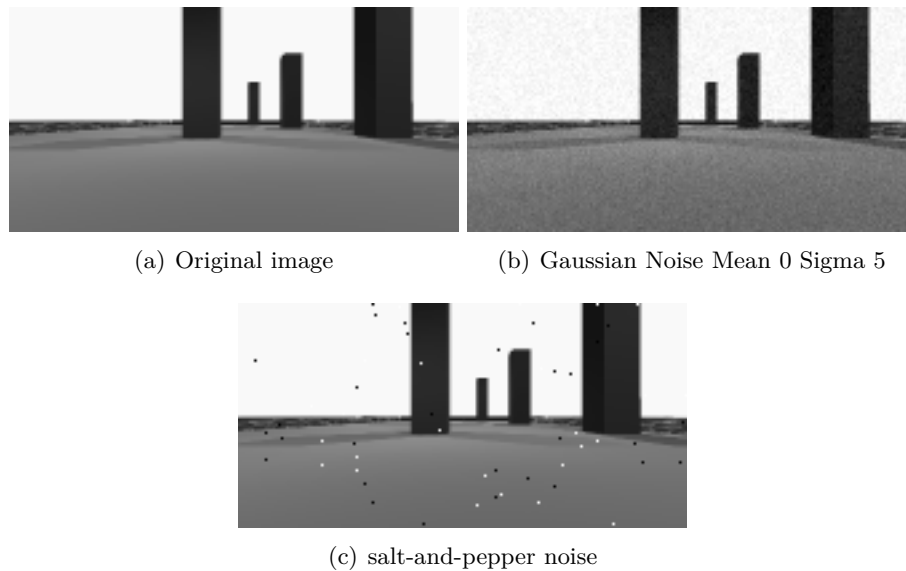 (a) Original image
(b) Gaussian Noise Mean 0 Sigma 5
(c) salt-and-pepper noise